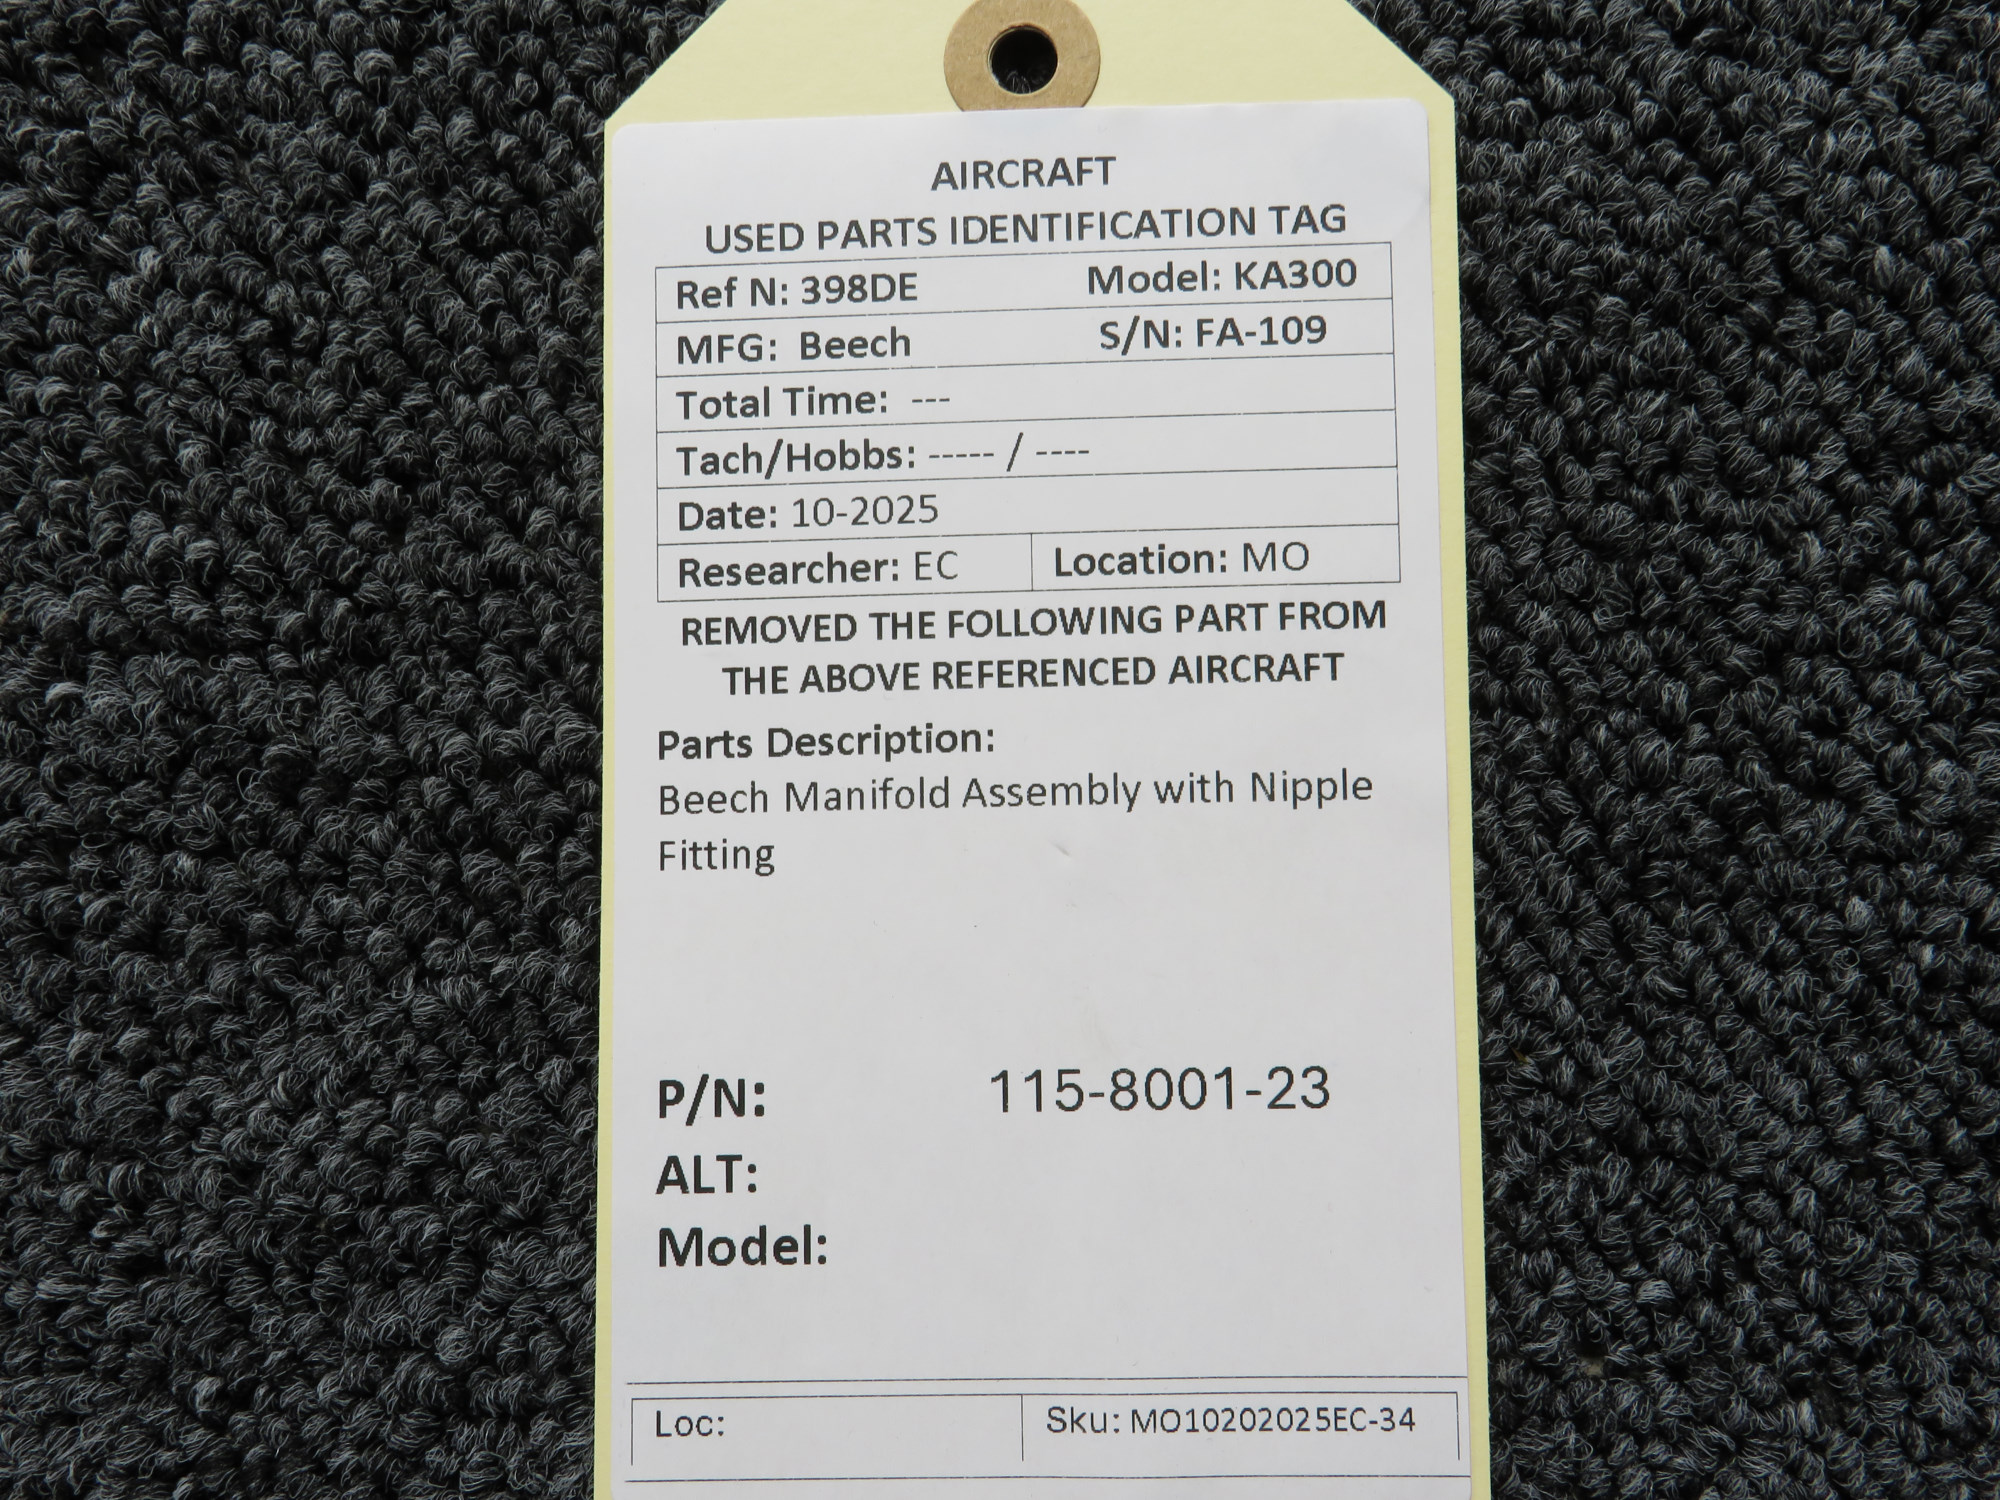 AIRCRAFT
USED PARTS IDENTIFICATION TAG
Ref N: 398DE Model: KA300
MFG: Beech S/N: FA-109
Total Time: ---
Tach/Hobbs: ----- / ----
Date: 10-2025
Researcher: EC Location: MO
REMOVED THE FOLLOWING PART FROM
THE ABOVE REFERENCED AIRCRAFT
Parts Description:
Beech Manifold Assembly with Nipple
Fitting
P/N: 115-8001-23
ALT:
Model:
Loc: Sku: MO10202025EC-34